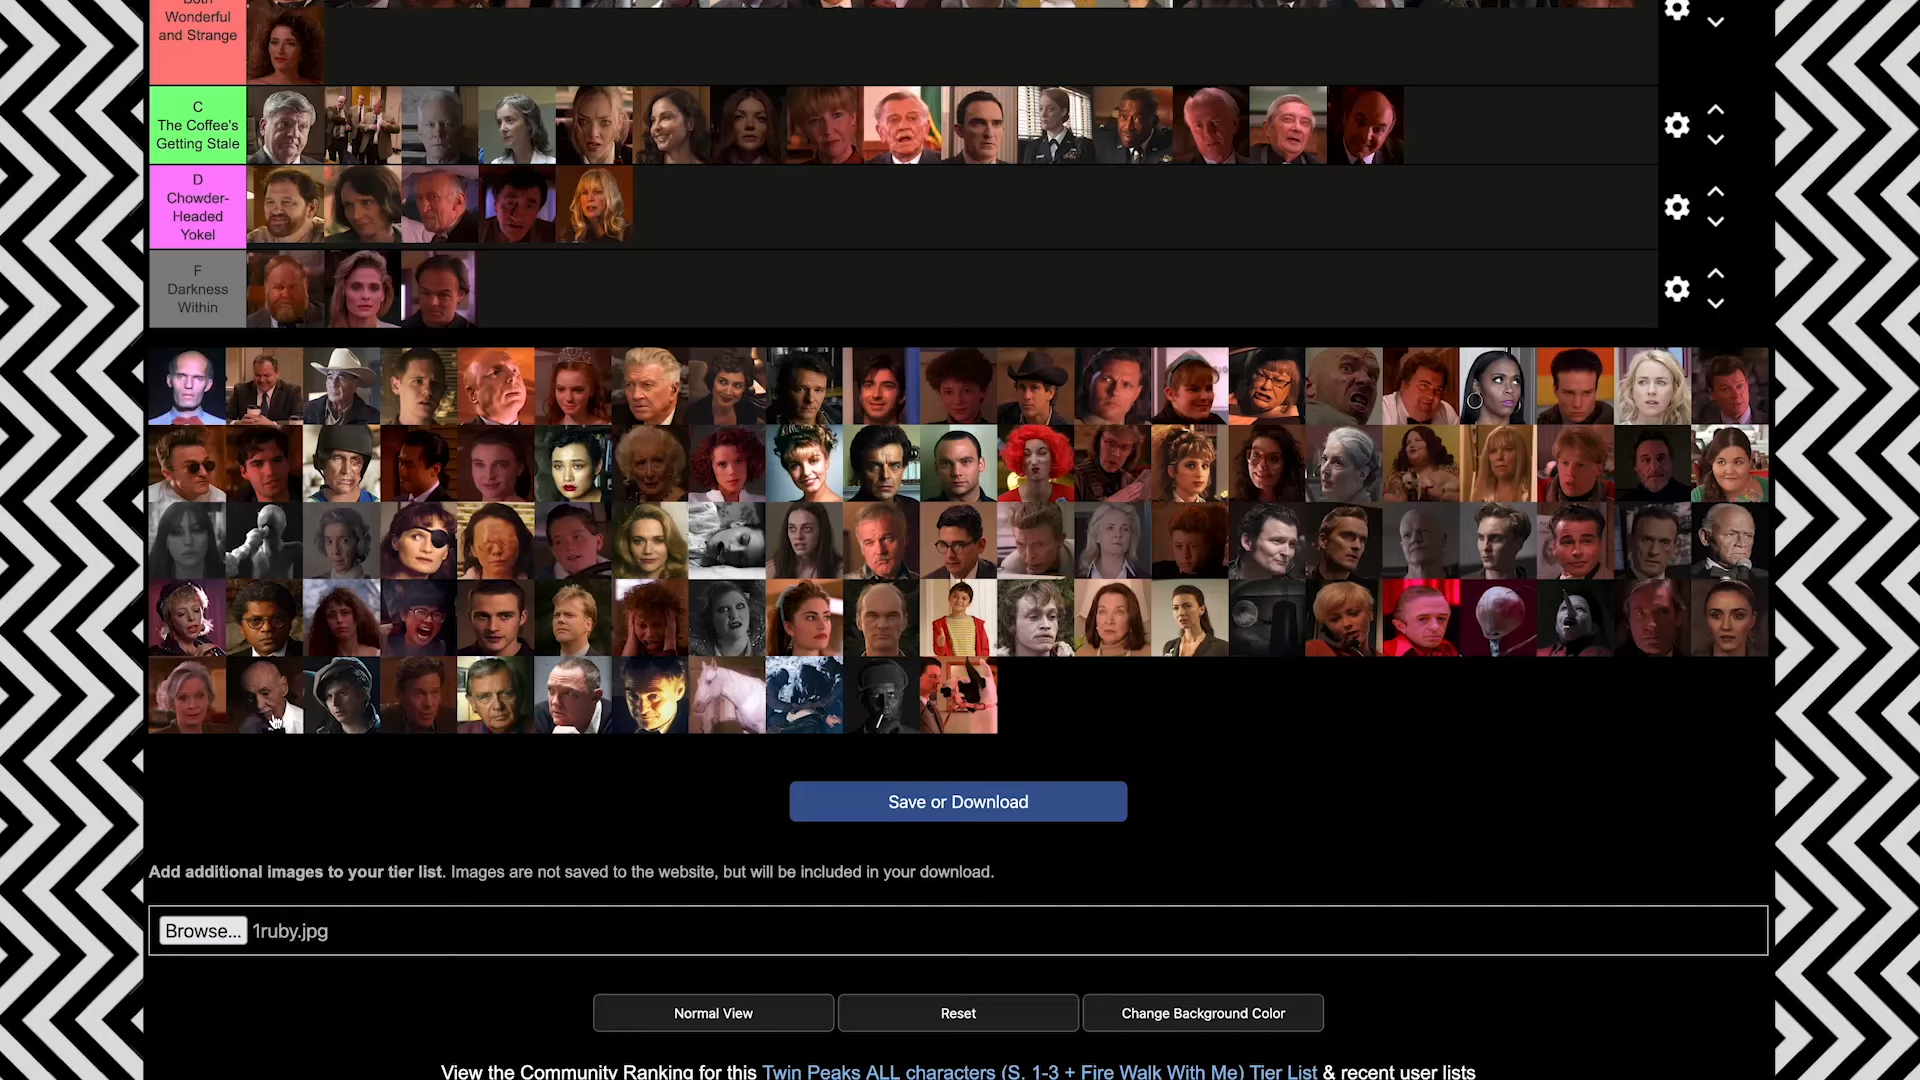 Both
Wonderful
and Strange
C
The Coffee's
Getting Stale
D
Chowder-
Headed
Yokel
F
Darkness
Within
Save or Download
Add additional images to your tier list. Images are not saved to the website, but will be included in your download.
Browse... 1ruby.jpg
Normal View
Reset
Change Background Color
View the Community Ranking for this Twin Peaks ALL characters (S. 1-3 + Fire Walk With Me) Tier List & recent user lists